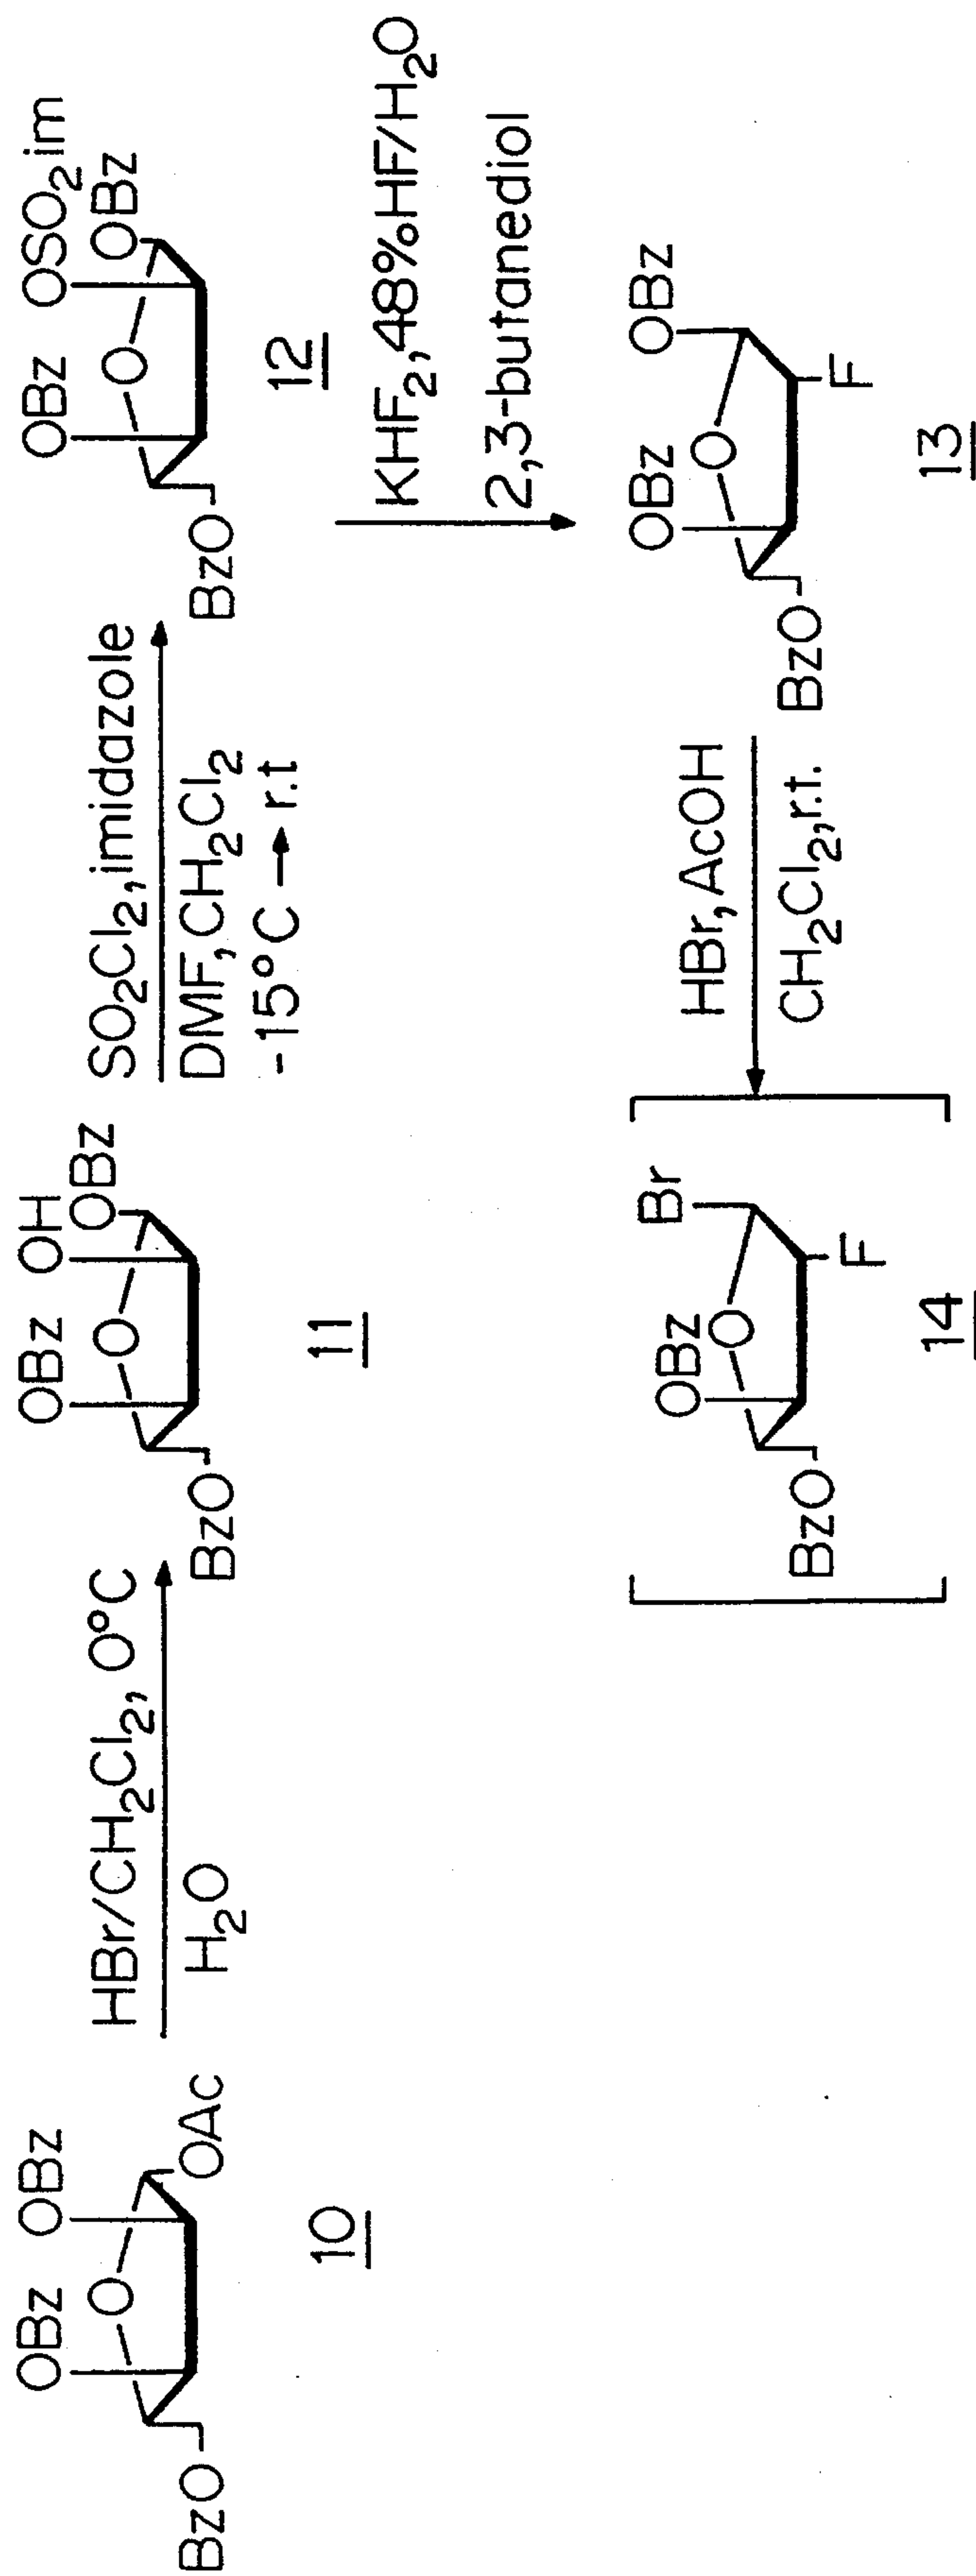 OBz OBz
O
BzO OAc
10
HBr/CH2Cl2, 0°C
H2O
OBz OH
O OBz
BzO
11
SO2Cl2, imidazole
DMF, CH2Cl2
-15°C → r.t
OBz OSO2im
O OBz
BzO
12
KHF2, 48%HF/H2O
2,3-butanediol
OBz OBz
O
BzO F
13
HBr, AcOH
CH2Cl2, r.t.
OBz Br
O
BzO F
14